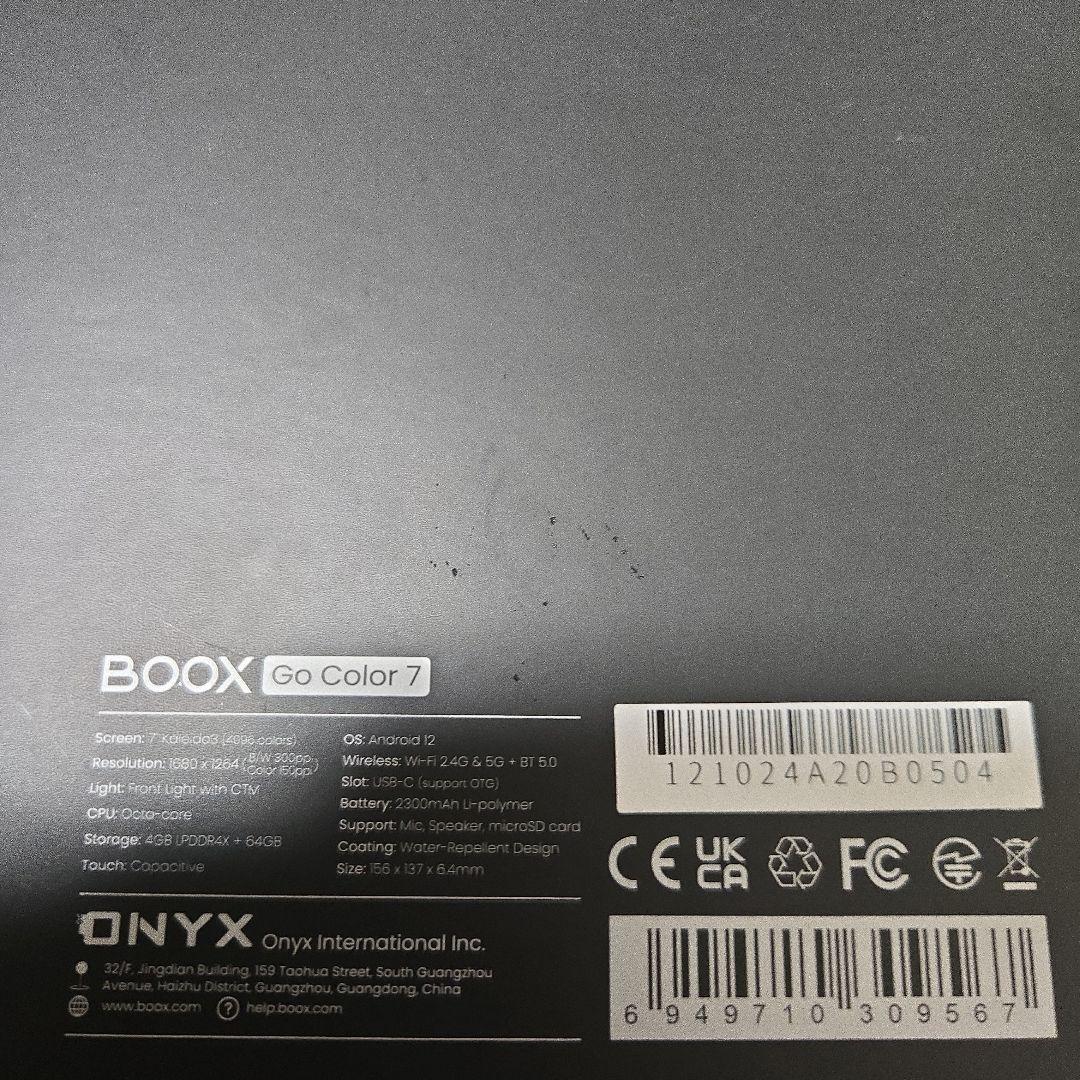 BOOX Go Color 7
Screen: 7" Kaleido3 (4096 colors)
Resolution: 1680 x 1264 (B/W 300ppi
Color 150ppi)
Light: Front Light with CTM
CPU: Octa-core
Storage: 4GB LPDDR4X + 64GB
Touch: Capacitive
OS: Android 12
Wireless: Wi-Fi 2.4G & 5G + BT 5.0
Slot: USB-C (support OTG)
Battery: 2300mAh Li-polymer
Support: Mic, Speaker, microSD card
Coating: Water-Repellent Design
Size: 156 x 137 x 6.4mm
121024A20B0504
CE UK CA FC
ONYX Onyx International Inc.
32/F, Jingdian Building, 159 Taohua Street, South Guangzhou
Avenue, Haizhu District, Guangzhou, Guangdong, China
www.boox.com ? help.boox.com
6 949710 309567